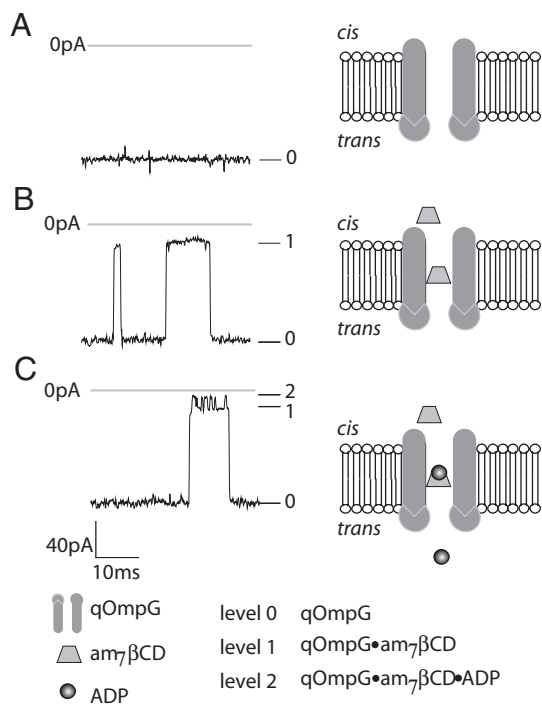 A
0pA
0
cis
trans
B
0pA
1
0
cis
trans
C
0pA
2
1
0
cis
trans
40pA
10ms
qOmpG
am7βCD
ADP
level 0 qOmpG
level 1 qOmpG•am7βCD
level 2 qOmpG•am7βCD•ADP